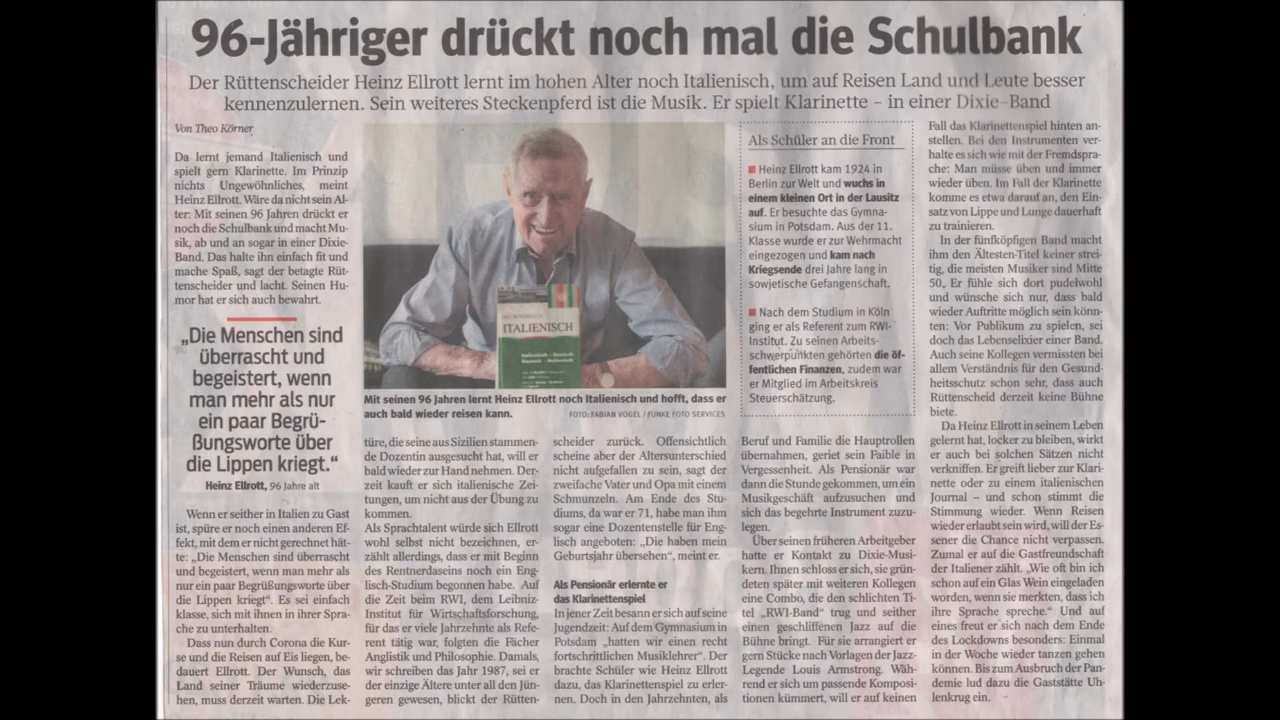 96-Jähriger drückt noch mal die Schulbank
Der Rüttenscheider Heinz Ellrott lernt im hohen Alter noch Italienisch, um auf Reisen Land und Leute besser
kennenzulernen. Sein weiteres Steckenpferd ist die Musik. Er spielt Klarinette – in einer Dixie-Band
Von Theo Körner
Da lernt jemand Italienisch und
spielt gern Klarinette. Im Prinzip
nichts Ungewöhnliches, meint
Heinz Ellrott. Wäre da nicht sein Al-
ter: Mit seinen 96 Jahren drückt er
noch die Schulbank und macht Mu-
sik, ab und an sogar in einer Dixie-
Band. Das halte ihn einfach fit und
mache Spaß, sagt der betagte Rüt-
tenscheider und lacht. Seinen Hu-
mor hat er sich auch bewahrt.
„Die Menschen sind
überrascht und
begeistert, wenn
man mehr als nur
ein paar Begrü-
ßungsworte über
die Lippen kriegt.“
Heinz Ellrott, 96 Jahre alt
Wenn er seither in Italien zu Gast
ist, spüre er noch einen anderen Ef-
fekt, mit dem er nicht gerechnet hät-
te: „Die Menschen sind überrascht
und begeistert, wenn man mehr als
nur ein paar Begrüßungsworte über
die Lippen kriegt“. Es sei einfach
klasse, sich mit ihnen in ihrer Spra-
che zu unterhalten.
Dass nun durch Corona die Kur-
se und die Reisen auf Eis liegen, be-
dauert Ellrott. Der Wunsch, das
Land seiner Träume wiederzuse-
hen, muss derzeit warten. Die Lek-
ITALIENISCH
Italienisch – Deutsch
Deutsch – Italienisch
Mit seinen 96 Jahren lernt Heinz Ellrott noch Italienisch und hofft, dass er
auch bald wieder reisen kann.
FOTO: FABIAN VOGEL / FUNKE FOTO SERVICES
türe, die seine aus Sizilien stammen-
de Dozentin ausgesucht hat, will er
bald wieder zur Hand nehmen. Der-
zeit kauft er sich italienische Zei-
tungen, um nicht aus der Übung zu
kommen.
Als Sprachtalent würde sich Ellrott
wohl selbst nicht bezeichnen, er-
zählt allerdings, dass er mit Beginn
des Rentnerdaseins noch ein Eng-
lisch-Studium begonnen habe. Auf
die Zeit beim RWI, dem Leibniz-
Institut für Wirtschaftsforschung,
für das er viele Jahrzehnte als Refe-
rent tätig war, folgten die Fächer
Anglistik und Philosophie. Damals,
wir schreiben das Jahr 1987, sei er
der einzige Ältere unter all den Jün-
geren gewesen, blickt der Rütten-
scheider zurück. Offensichtlich
scheine aber der Altersunterschied
nicht aufgefallen zu sein, sagt der
zweifache Vater und Opa mit einem
Schmunzeln. Am Ende des Stu-
diums, da war er 71, habe man ihm
sogar eine Dozentenstelle für Eng-
lisch angeboten: „Die haben mein
Geburtsjahr übersehen“, meint er.
Als Pensionär erlernte er
das Klarinettenspiel
In jener Zeit besann er sich auf seine
Jugendzeit: Auf dem Gymnasium in
Potsdam „hatten wir einen recht
fortschrittlichen Musiklehrer“. Der
brachte Schüler wie Heinz Ellrott
dazu, das Klarinettenspiel zu erler-
nen. Doch in den Jahrzehnten, als
Als Schüler an die Front
Heinz Ellrott kam 1924 in
Berlin zur Welt und wuchs in
einem kleinen Ort in der Lausitz
auf. Er besuchte das Gymna-
sium in Potsdam. Aus der 11.
Klasse wurde er zur Wehrmacht
eingezogen und kam nach
Kriegsende drei Jahre lang in
sowjetische Gefangenschaft.
Nach dem Studium in Köln
ging er als Referent zum RWI-
Institut. Zu seinen Arbeits-
schwerpunkten gehörten die öf-
fentlichen Finanzen, zudem war
er Mitglied im Arbeitskreis
Steuerschätzung.
Beruf und Familie die Hauptrollen
übernahmen, geriet sein Faible in
Vergessenheit. Als Pensionär war
dann die Stunde gekommen, um ein
Musikgeschäft aufzusuchen und
sich das begehrte Instrument zuzu-
legen.
Über seinen früheren Arbeitgeber
hatte er Kontakt zu Dixie-Musi-
kern. Ihnen schloss er sich, sie grün-
deten später mit weiteren Kollegen
eine Combo, die den schlichten Ti-
tel „RWI-Band“ trug und seither
einen geschliffenen Jazz auf die
Bühne bringt. Für sie arrangiert er
gern Stücke nach Vorlagen der Jazz-
Legende Louis Armstrong. Wäh-
rend er sich um passende Komposi-
tionen kümmert, will er auf keinen
Fall das Klarinettenspiel hinten an-
stellen. Bei den Instrumenten ver-
halte es sich wie mit der Fremdspra-
che: Man müsse üben und immer
wieder üben. Im Fall der Klarinette
komme es etwa darauf an, den Ein-
satz von Lippe und Lunge dauerhaft
zu trainieren.
In der fünfköpfigen Band macht
ihm den Ältesten-Titel keiner strei-
tig, die meisten Musiker sind Mitte
50. Er fühle sich dort pudelwohl
und wünsche sich nur, dass bald
wieder Auftritte möglich sein könn-
ten: Vor Publikum zu spielen, sei
doch das Lebenselixier einer Band.
Auch seine Kollegen vermissten bei
allem Verständnis für den Gesund-
heitsschutz schon sehr, dass auch
Rüttenscheid derzeit keine Bühne
biete.
Da Heinz Ellrott in seinem Leben
gelernt hat, locker zu bleiben, wirkt
er auch bei solchen Sätzen nicht
verkniffen. Er greift lieber zur Klari-
nette oder zu einem italienischen
Journal – und schon stimmt die
Stimmung wieder. Wenn Reisen
wieder erlaubt sein wird, will der Es-
sener die Chance nicht verpassen.
Zumal er auf die Gastfreundschaft
der Italiener zählt. „Wie oft bin ich
schon auf ein Glas Wein eingeladen
worden, wenn sie merkten, dass ich
ihre Sprache spreche.“ Und auf
eines freut er sich nach dem Ende
des Lockdowns besonders: Einmal
in der Woche wieder tanzen gehen
können. Bis zum Ausbruch der Pan-
demie lud dazu die Gaststätte Uh-
lenkrug ein.